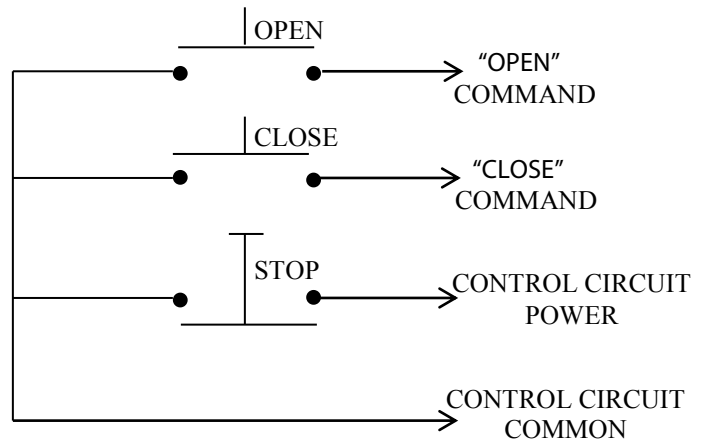 OPEN
“OPEN”
COMMAND
CLOSE
“CLOSE”
COMMAND
STOP
CONTROL CIRCUIT
POWER
CONTROL CIRCUIT
COMMON